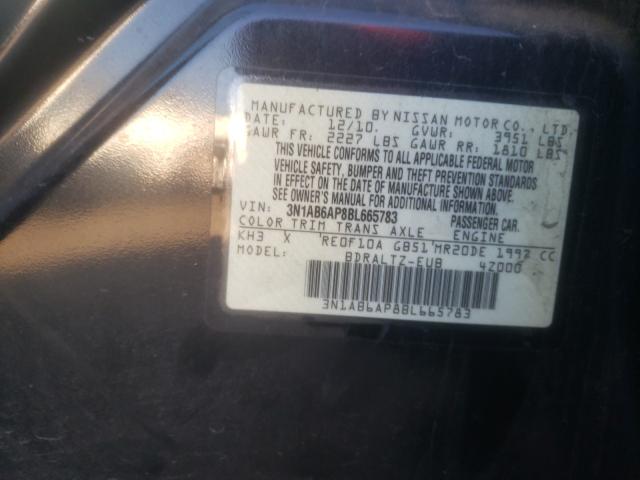 MANUFACTURED BY NISSAN MOTOR CO., LTD.
DATE: 12/10. GVWR: 3951 LBS
GAWR FR: 2227 LBS GAWR RR: 1810 LBS
THIS VEHICLE CONFORMS TO ALL APPLICABLE FEDERAL MOTOR
VEHICLE SAFETY, BUMPER AND THEFT PREVENTION STANDARDS
IN EFFECT ON THE DATE OF MANUFACTURE SHOWN ABOVE.
SEE OWNER'S MANUAL FOR ADDITIONAL INFORMATION.
VIN: 3N1AB6AP8BL665783 PASSENGER CAR.
COLOR TRIM TRANS AXLE ENGINE
KH3 X RE0F10A GB51 MR20DE 1992 CC
MODEL: BDRALTZ-EUB 4Z000
3N1AB6AP8BL665783